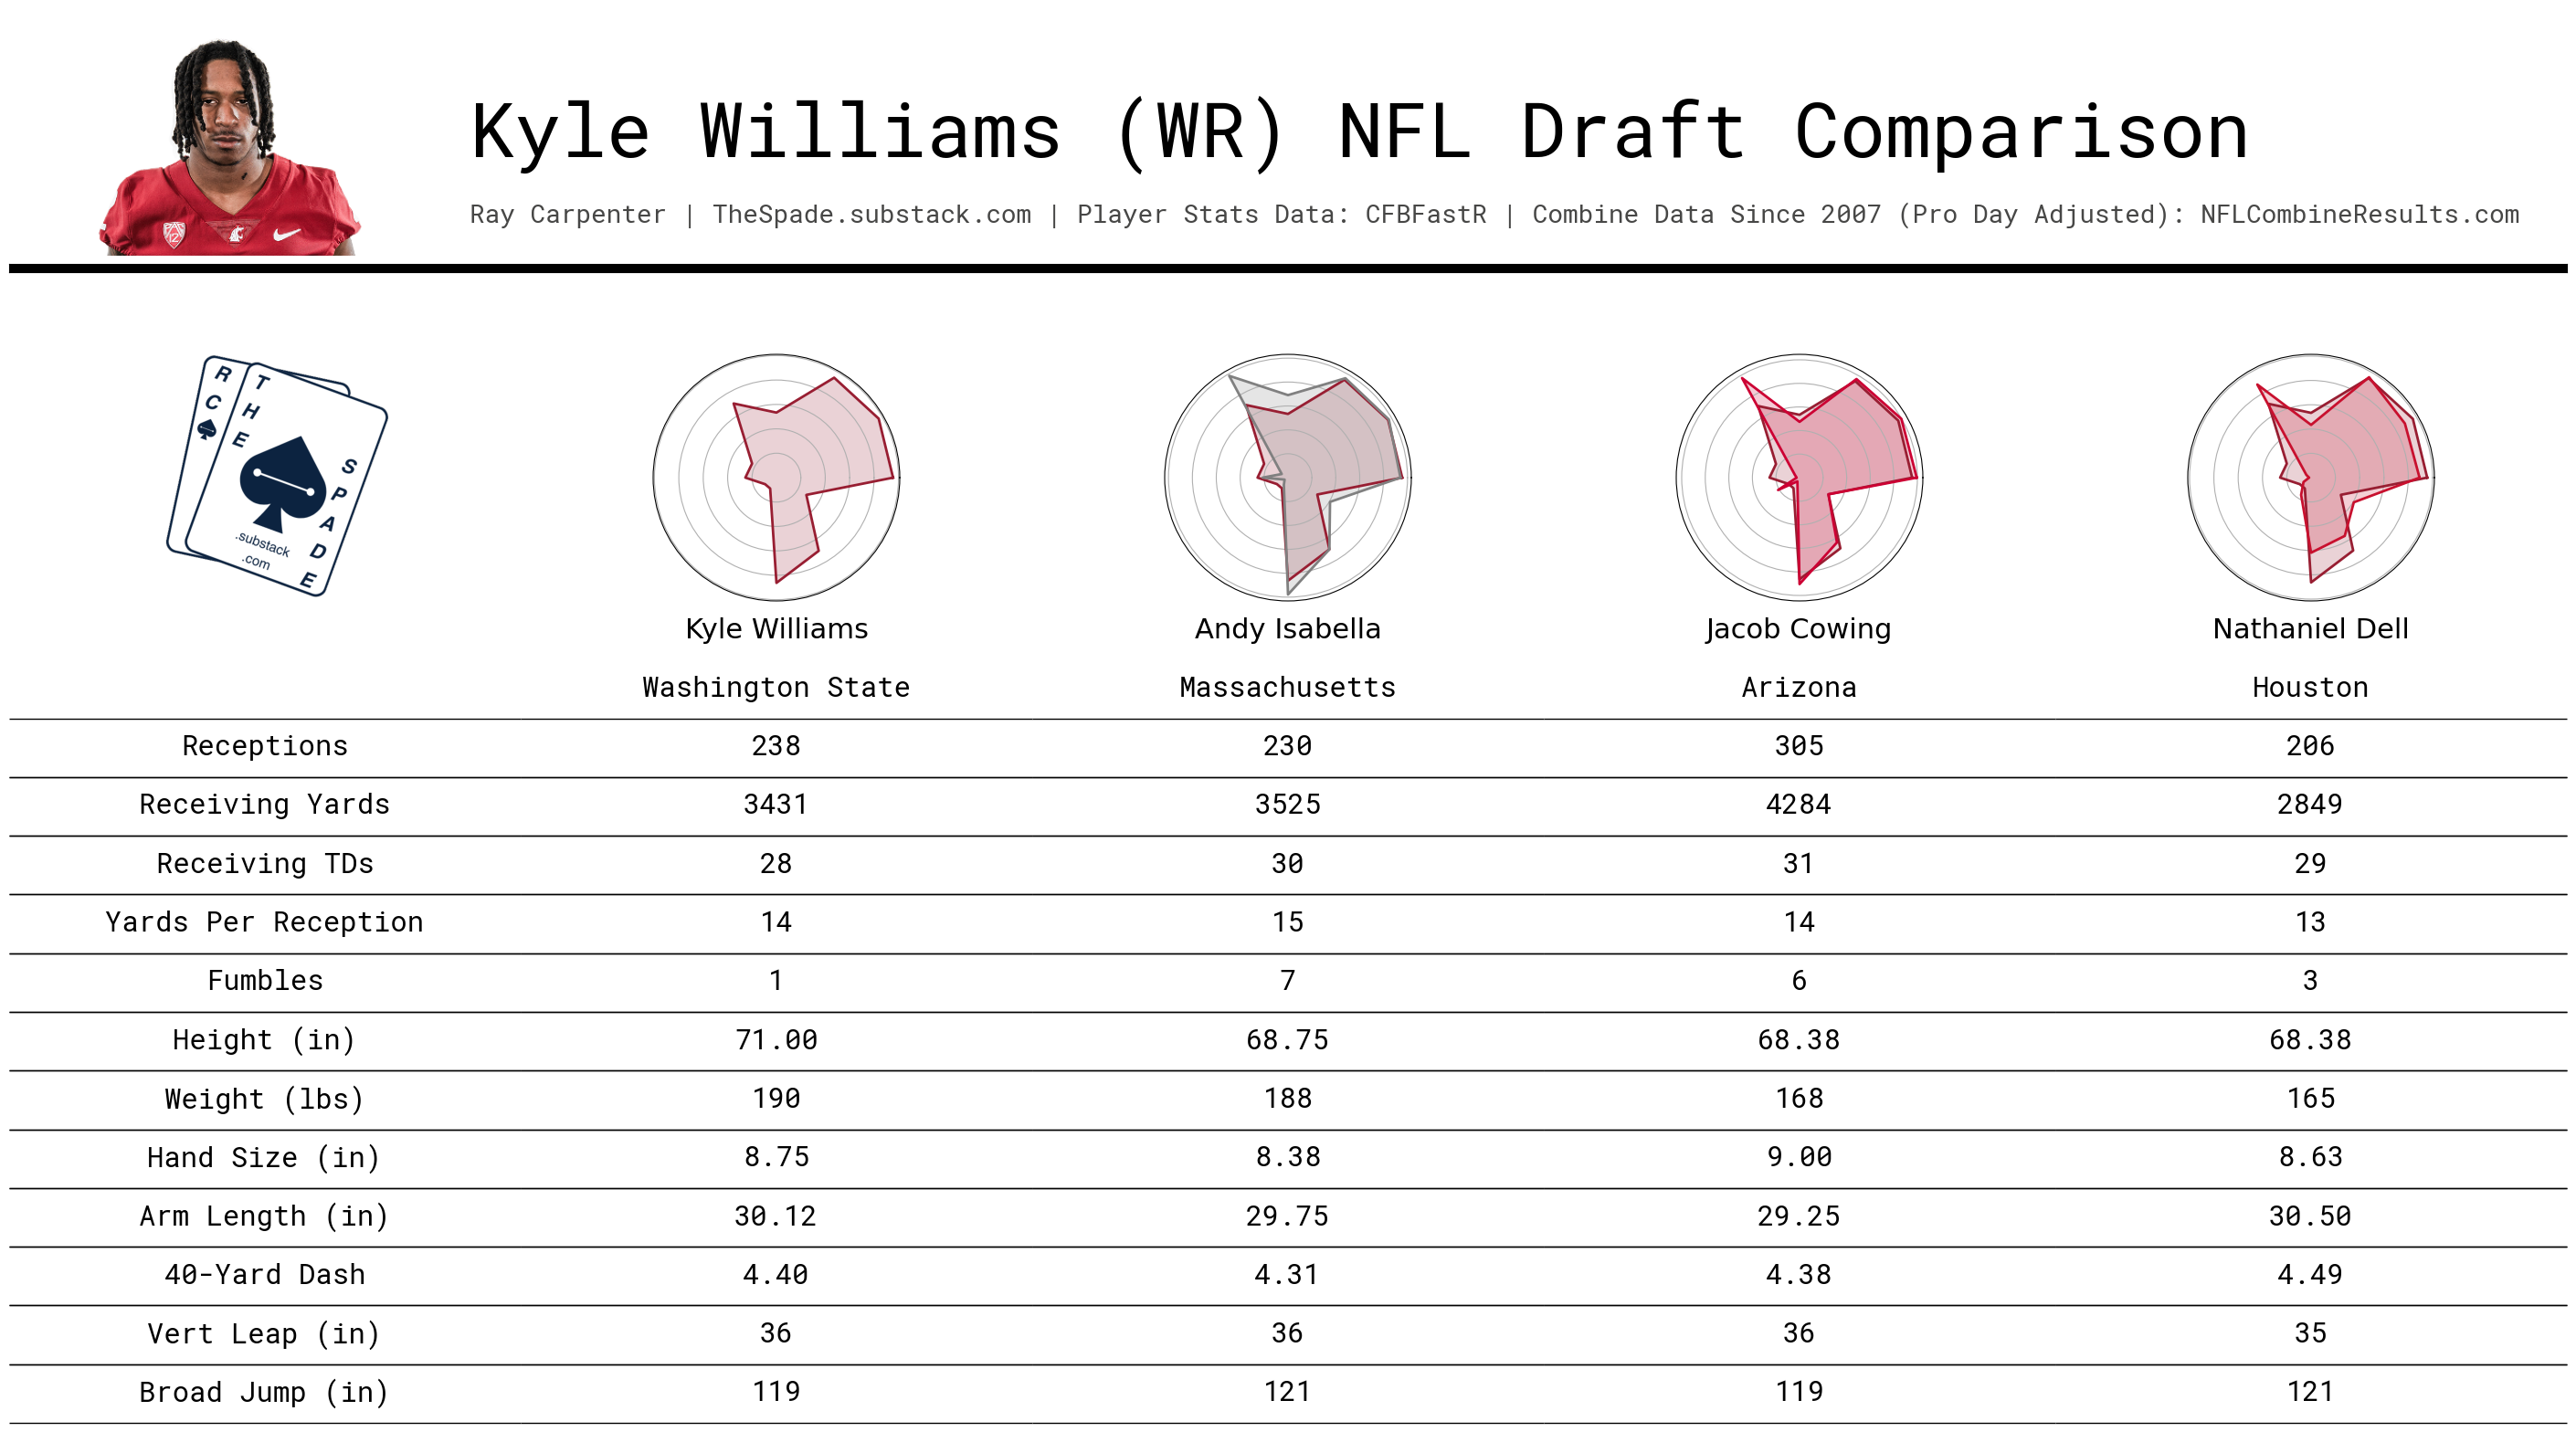 Kyle Williams (WR) NFL Draft Comparison
Ray Carpenter | TheSpade.substack.com | Player Stats Data: CFBFastR | Combine Data Since 2007 (Pro Day Adjusted): NFLCombineResults.com
RC
THE
SPADE
.substack
.com
Kyle Williams Andy Isabella Jacob Cowing Nathaniel Dell
Washington State Massachusetts Arizona Houston
Receptions 238 230 305 206
Receiving Yards 3431 3525 4284 2849
Receiving TDs 28 30 31 29
Yards Per Reception 14 15 14 13
Fumbles 1 7 6 3
Height (in) 71.00 68.75 68.38 68.38
Weight (lbs) 190 188 168 165
Hand Size (in) 8.75 8.38 9.00 8.63
Arm Length (in) 30.12 29.75 29.25 30.50
40-Yard Dash 4.40 4.31 4.38 4.49
Vert Leap (in) 36 36 36 35
Broad Jump (in) 119 121 119 121